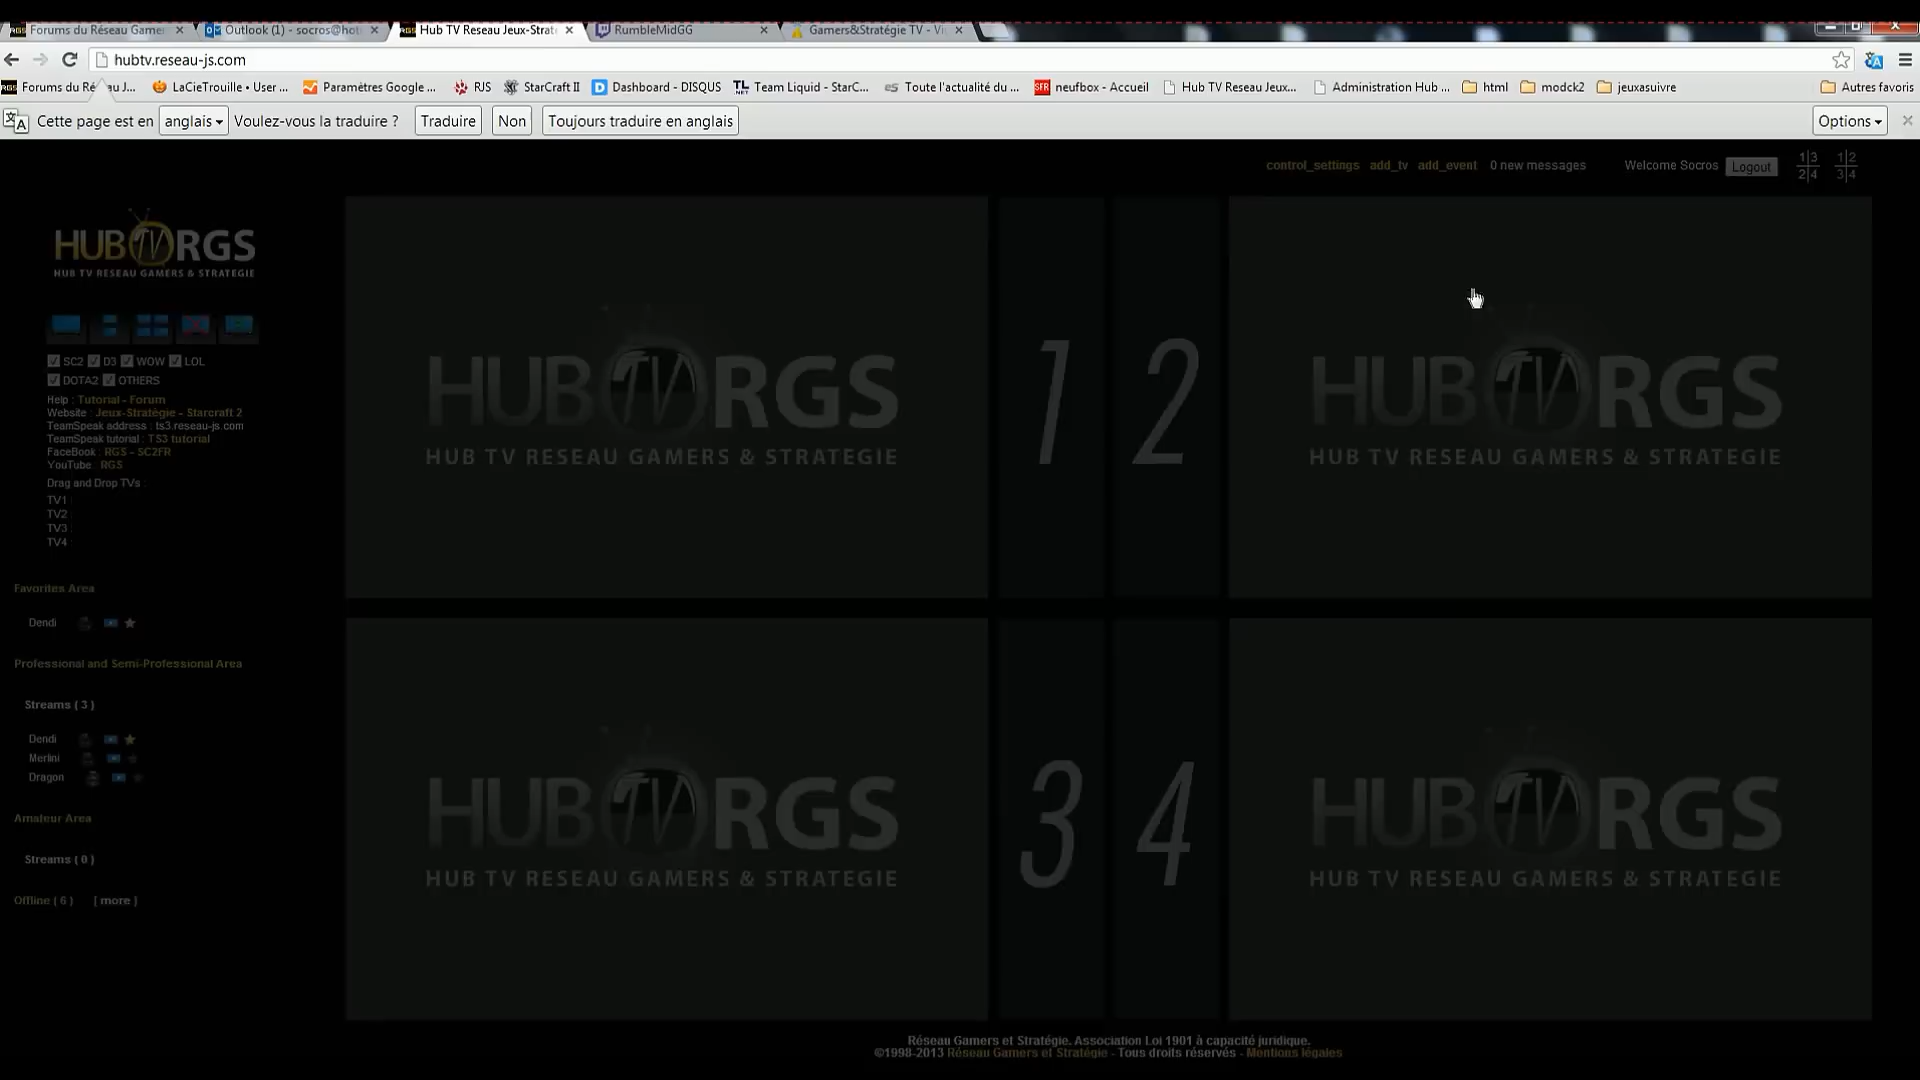 Forums du Réseau Game
Outlook (1) - socros@hot
Hub TV Reseau Jeux-Strat
RumbleMidGG
Gamers&Stratégie TV - Vi
hubtv.reseau-js.com
Forums du Réseau J...
LaCieTrouille • User ...
Paramètres Google ...
RJS
StarCraft II
Dashboard - DISQUS
Team Liquid - StarC...
Toute l'actualité du ...
neufbox - Accueil
Hub TV Reseau Jeux...
Administration Hub ...
html
modck2
jeuxasuivre
Autres favoris
Cette page est en anglais Voulez-vous la traduire ? Traduire Non Toujours traduire en anglais Options
control_settings add_tv add_event 0 new messages Welcome Socros Logout
1 3
2 4
1 2
3 4
HUB TV RGS
HUB TV RESEAU GAMERS & STRATEGIE
SC2 D3 WOW LOL
DOTA2 OTHERS
Help : Tutorial - Forum
Website : Jeux-Stratégie - Starcraft 2
TeamSpeak address : ts3.reseau-js.com
TeamSpeak tutorial : TS3 tutorial
FaceBook : RGS - SC2FR
YouTube : RGS
Drag and Drop TVs :
TV1 :
TV2 :
TV3 :
TV4 :
Favorites Area
Dendi
Professional and Semi-Professional Area
Streams ( 3 )
Dendi
Merlini
Dragon
Amateur Area
Streams ( 0 )
Offline ( 6 ) [ more ]
HUB TV RGS
HUB TV RESEAU GAMERS & STRATEGIE
1 2
HUB TV RGS
HUB TV RESEAU GAMERS & STRATEGIE
HUB TV RGS
HUB TV RESEAU GAMERS & STRATEGIE
3 4
HUB TV RGS
HUB TV RESEAU GAMERS & STRATEGIE
Réseau Gamers et Stratégie. Association Loi 1901 à capacité juridique.
©1998-2013 Réseau Gamers et Stratégie - Tous droits réservés - Mentions légales